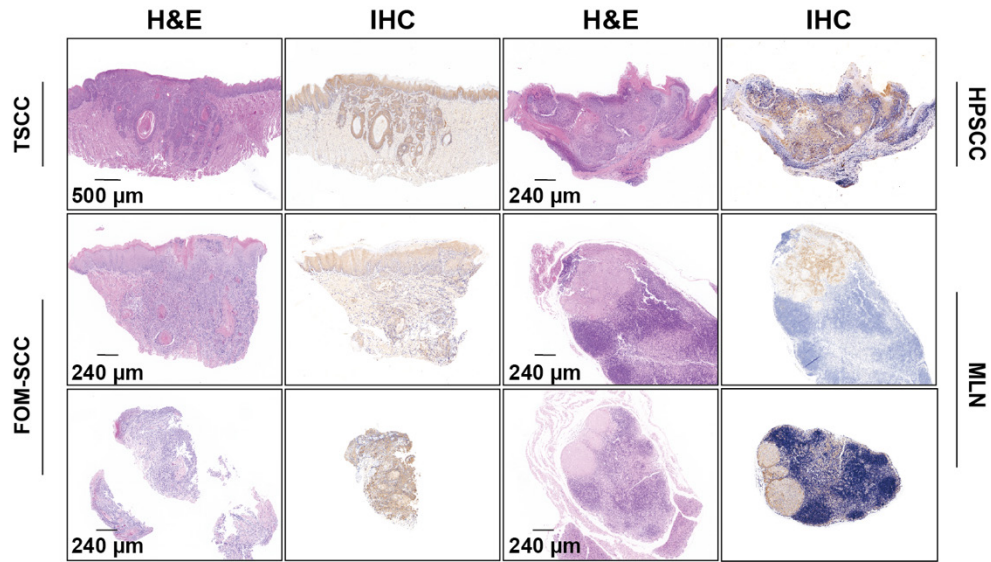 H&E IHC H&E IHC
TSCC
HPSCC
500 µm
240 µm
FOM-SCC
MLN
240 µm
240 µm
240 µm
240 µm